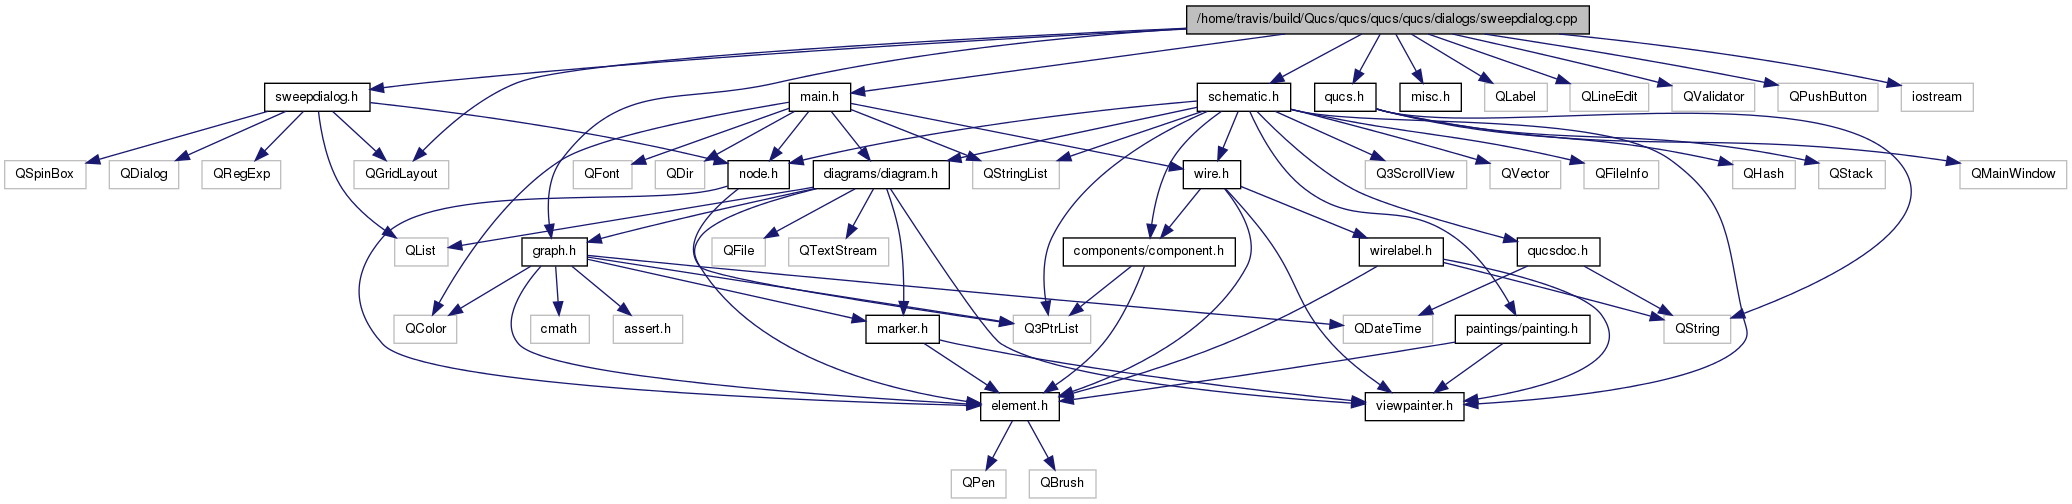 /home/travis/build/Qucs/qucs/qucs/qucs/dialogs/sweepdialog.cpp
sweepdialog.h
main.h
schematic.h
qucs.h
misc.h
QLabel
QLineEdit
QValidator
QPushButton
iostream
QSpinBox
QDialog
QRegExp
QGridLayout
QFont
QDir
node.h
diagrams/diagram.h
QStringList
wire.h
Q3ScrollView
QVector
QFileInfo
QHash
QStack
QMainWindow
QList
graph.h
QFile
QTextStream
components/component.h
wirelabel.h
qucsdoc.h
QColor
cmath
assert.h
marker.h
Q3PtrList
QDateTime
paintings/painting.h
QString
element.h
viewpainter.h
QPen
QBrush